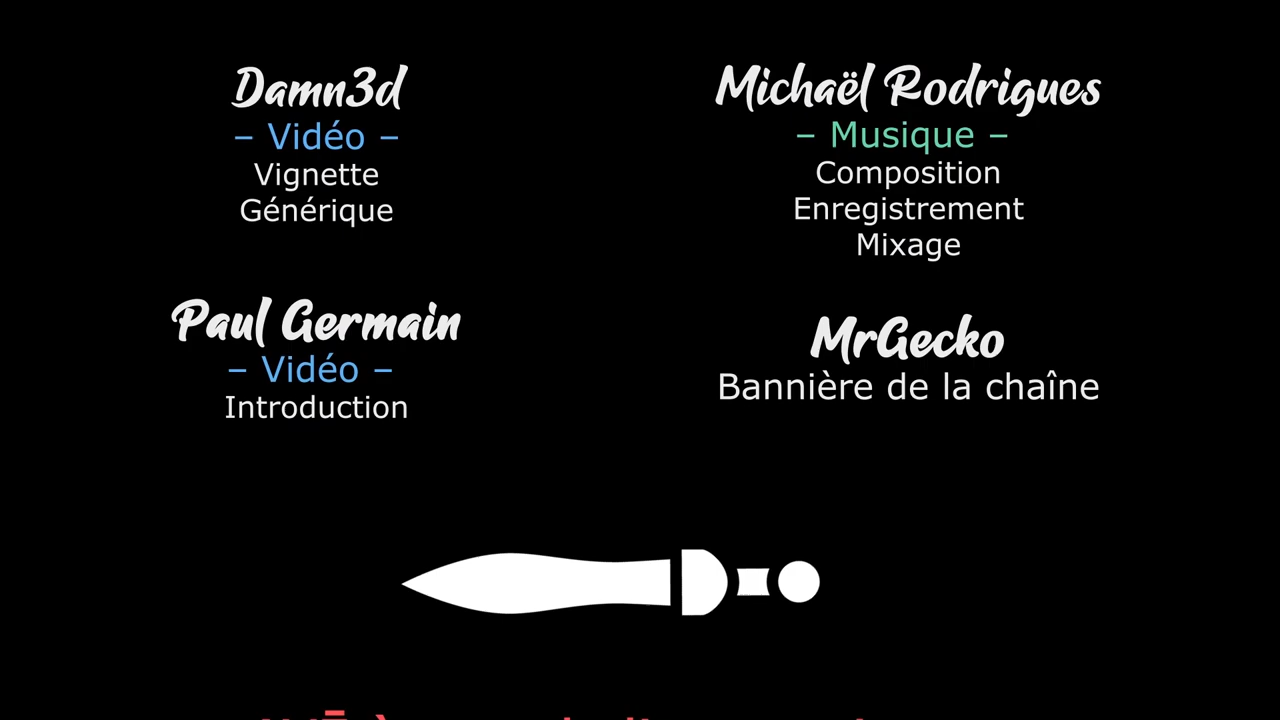 Damn3d
– Vidéo –
Vignette
Générique
Michaël Rodrigues
– Musique –
Composition
Enregistrement
Mixage
Paul Germain
– Vidéo –
Introduction
MrGecko
Bannière de la chaîne